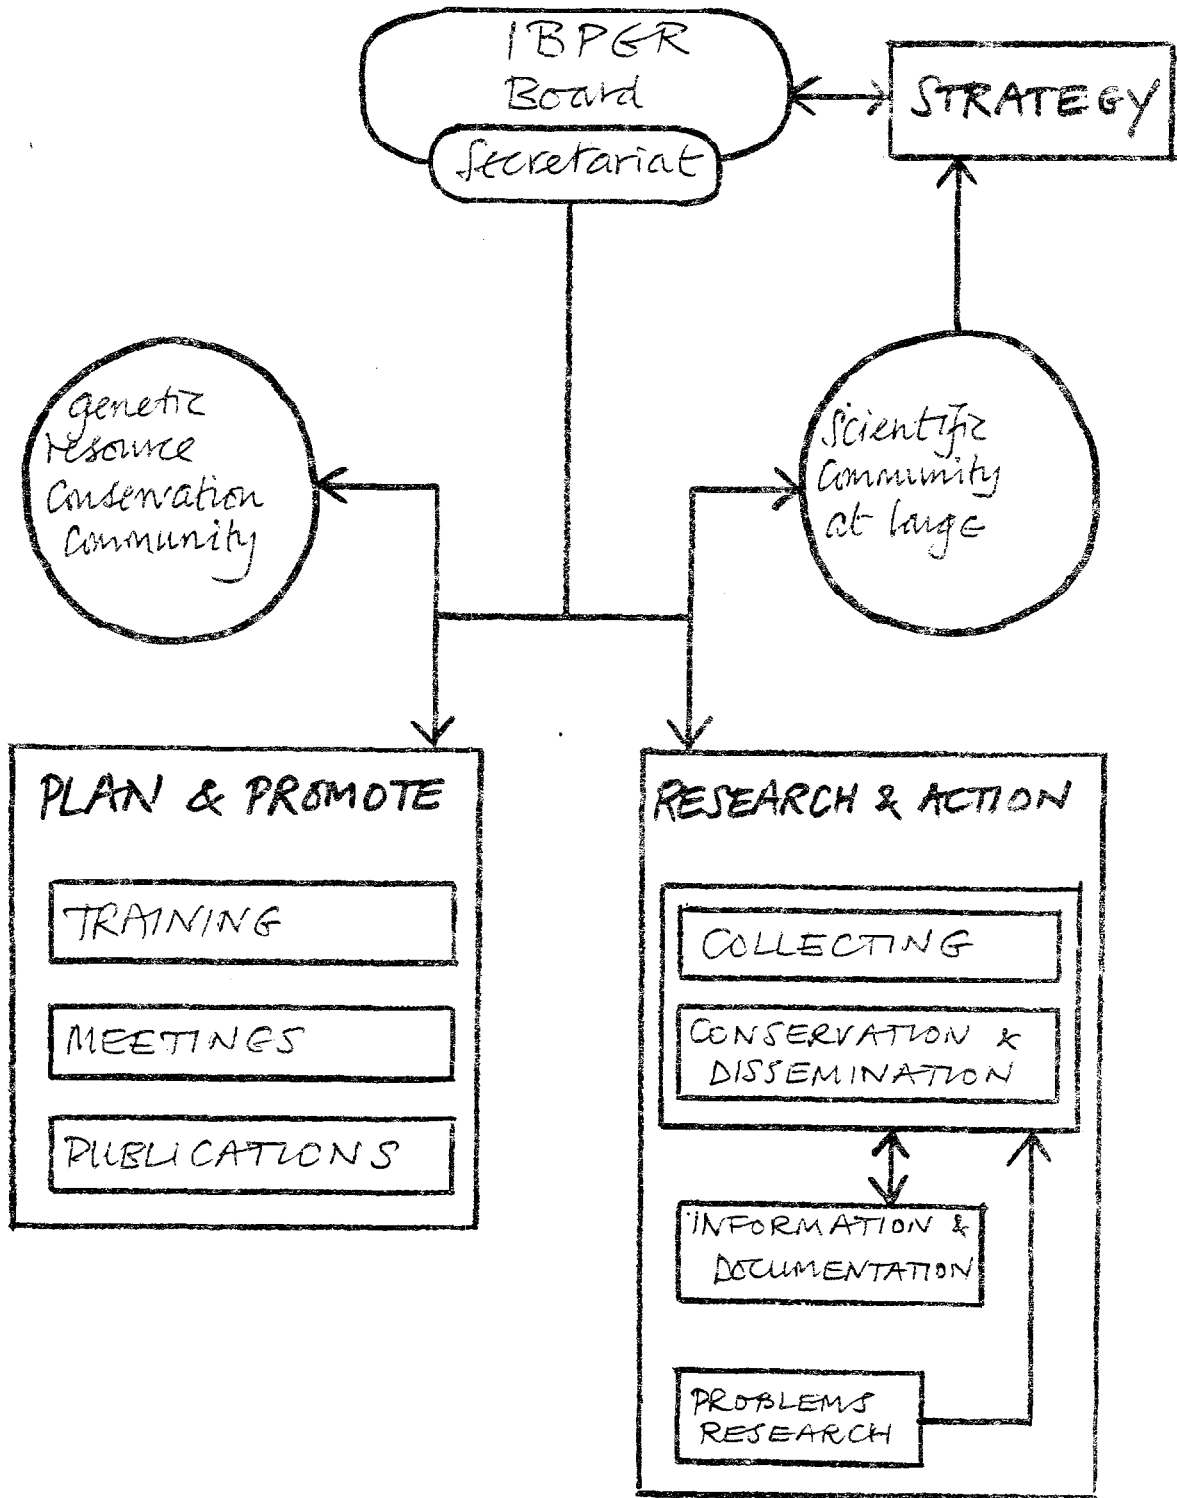 IBPGR
Board
Secretariat
STRATEGY
genetic
resource
conservation
community
Scientific
Community
at large
PLAN & PROMOTE
TRAINING
MEETINGS
PUBLICATIONS
RESEARCH & ACTION
COLLECTING
CONSERVATION &
DISSEMINATION
INFORMATION &
DOCUMENTATION
PROBLEMS
RESEARCH